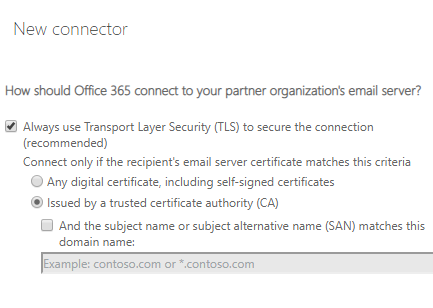 New connector
How should Office 365 connect to your partner organization's email server?
Always use Transport Layer Security (TLS) to secure the connection
(recommended)
Connect only if the recipient's email server certificate matches this criteria
Any digital certificate, including self-signed certificates
Issued by a trusted certificate authority (CA)
And the subject name or subject alternative name (SAN) matches this
domain name:
Example: contoso.com or *.contoso.com